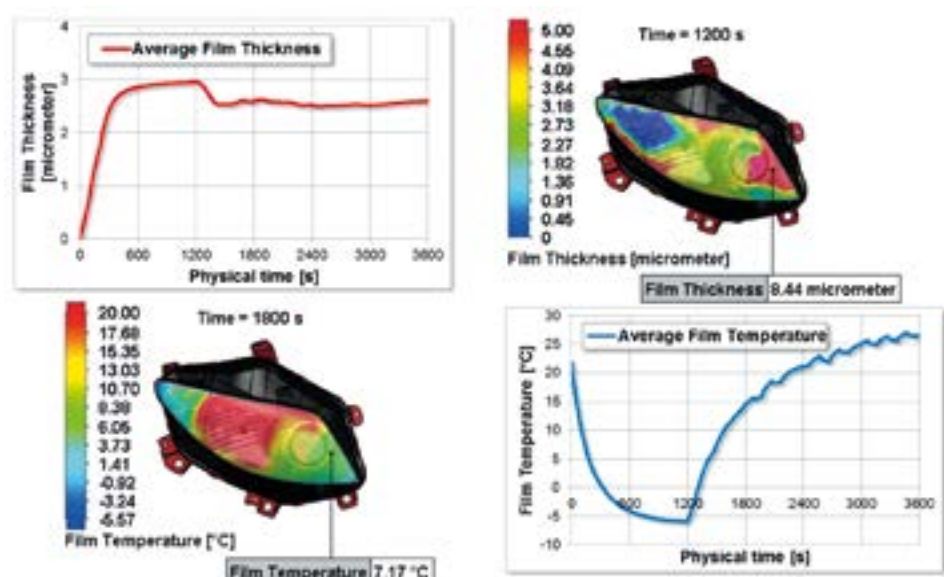 Average Film Thickness
Film Thickness
[micrometer]
4
3
2
1
0
0 600 1200 1800 2400 3000 3600
Physical time [s]
Time = 1200 s
5.00
4.55
4.09
3.64
3.18
2.73
2.27
1.82
1.36
0.91
0.45
0
Film Thickness [micrometer]
Film Thickness 8.44 micrometer
Time = 1800 s
20.00
17.68
15.35
13.03
10.70
8.38
6.05
3.73
1.41
-0.92
-3.24
-5.57
Film Temperature [°C]
Film Temperature 7.17 °C
Average Film Temperature
Film Temperature [°C]
30
25
20
15
10
5
0
-5
-10
0 600 1200 1800 2400 3000 3600
Physical time [s]